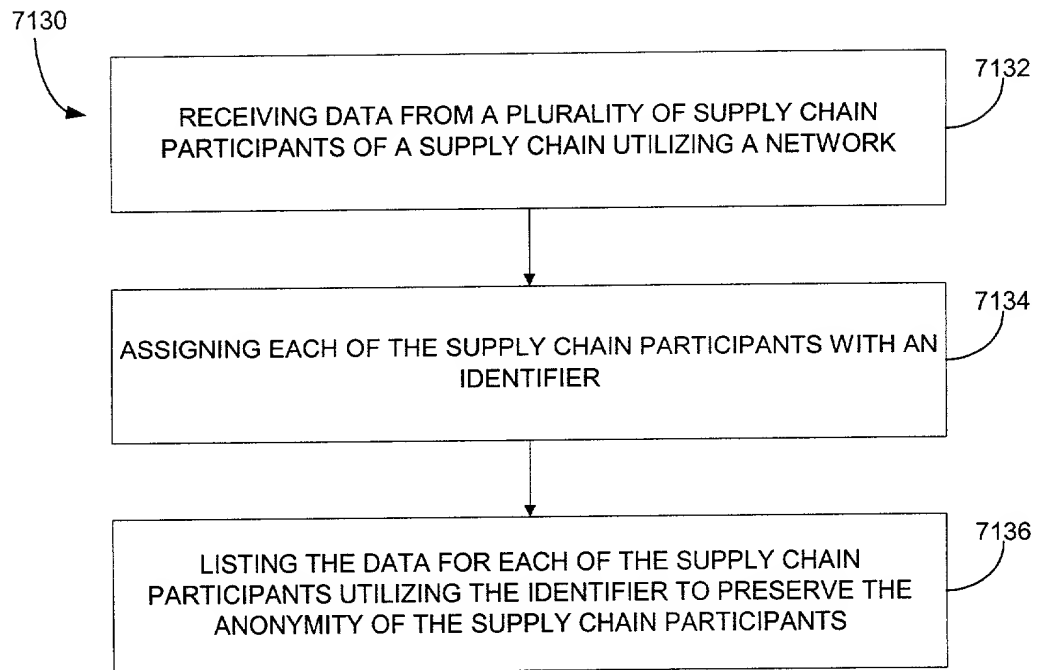 7130
7132
RECEIVING DATA FROM A PLURALITY OF SUPPLY CHAIN
PARTICIPANTS OF A SUPPLY CHAIN UTILIZING A NETWORK
7134
ASSIGNING EACH OF THE SUPPLY CHAIN PARTICIPANTS WITH AN
IDENTIFIER
7136
LISTING THE DATA FOR EACH OF THE SUPPLY CHAIN
PARTICIPANTS UTILIZING THE IDENTIFIER TO PRESERVE THE
ANONYMITY OF THE SUPPLY CHAIN PARTICIPANTS